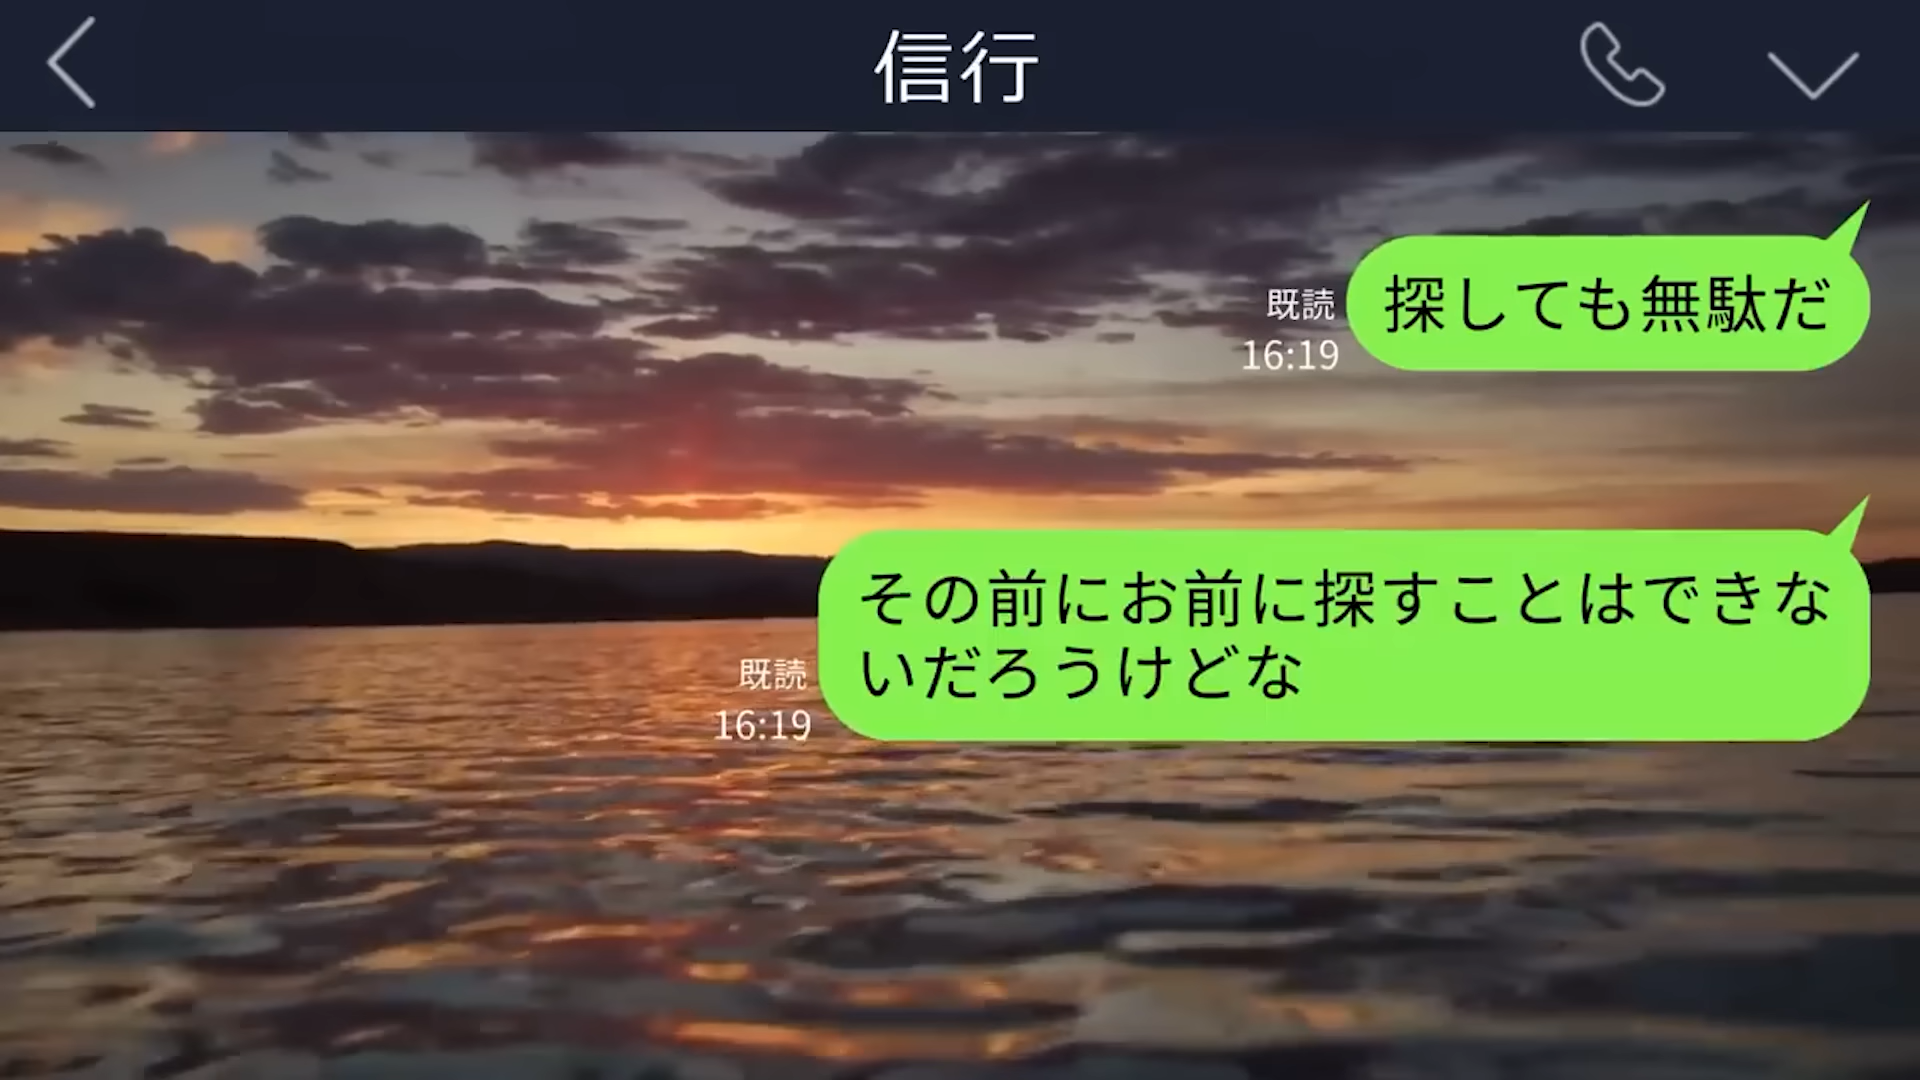 信行
探しても無駄だ
既読
16:19
その前にお前に探すことはできな
いだろうけどな
既読
16:19